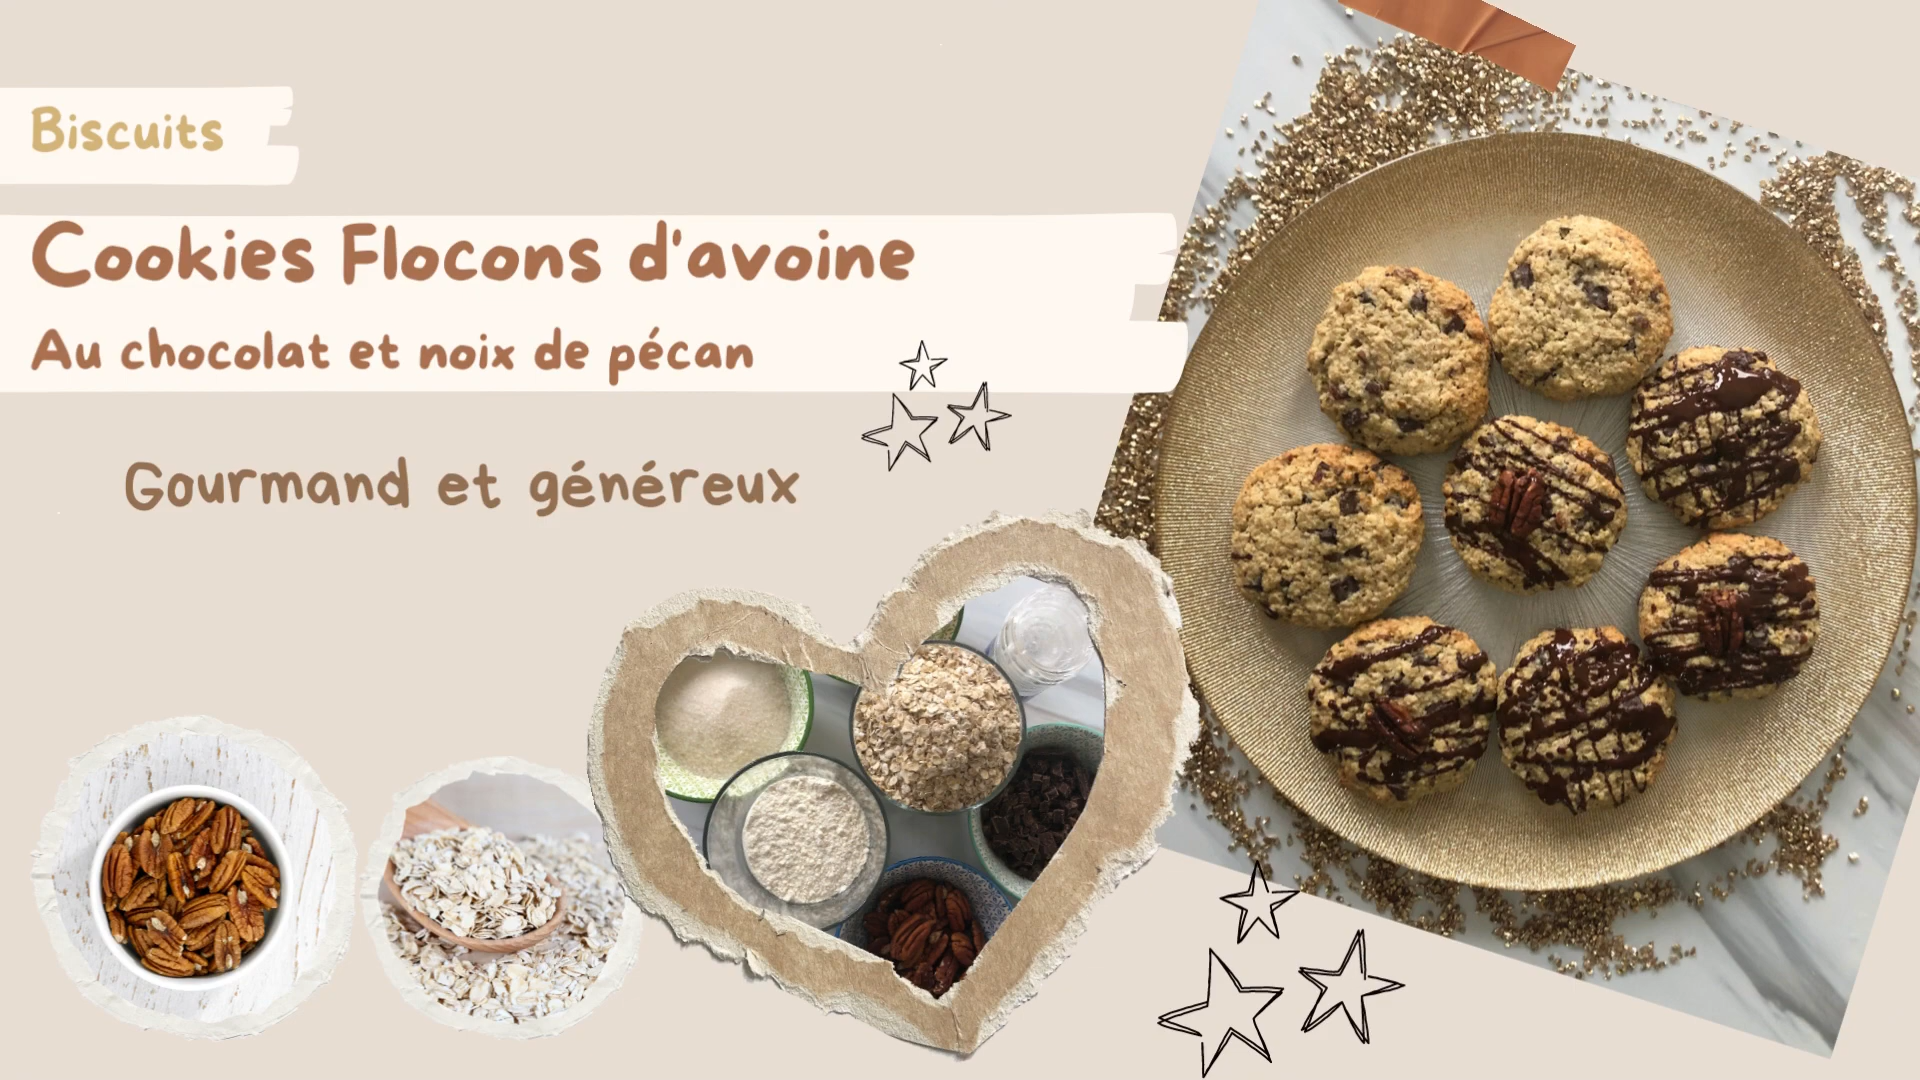 Biscuits
Cookies Flocons d'avoine
Au chocolat et noix de pécan
Gourmand et généreux